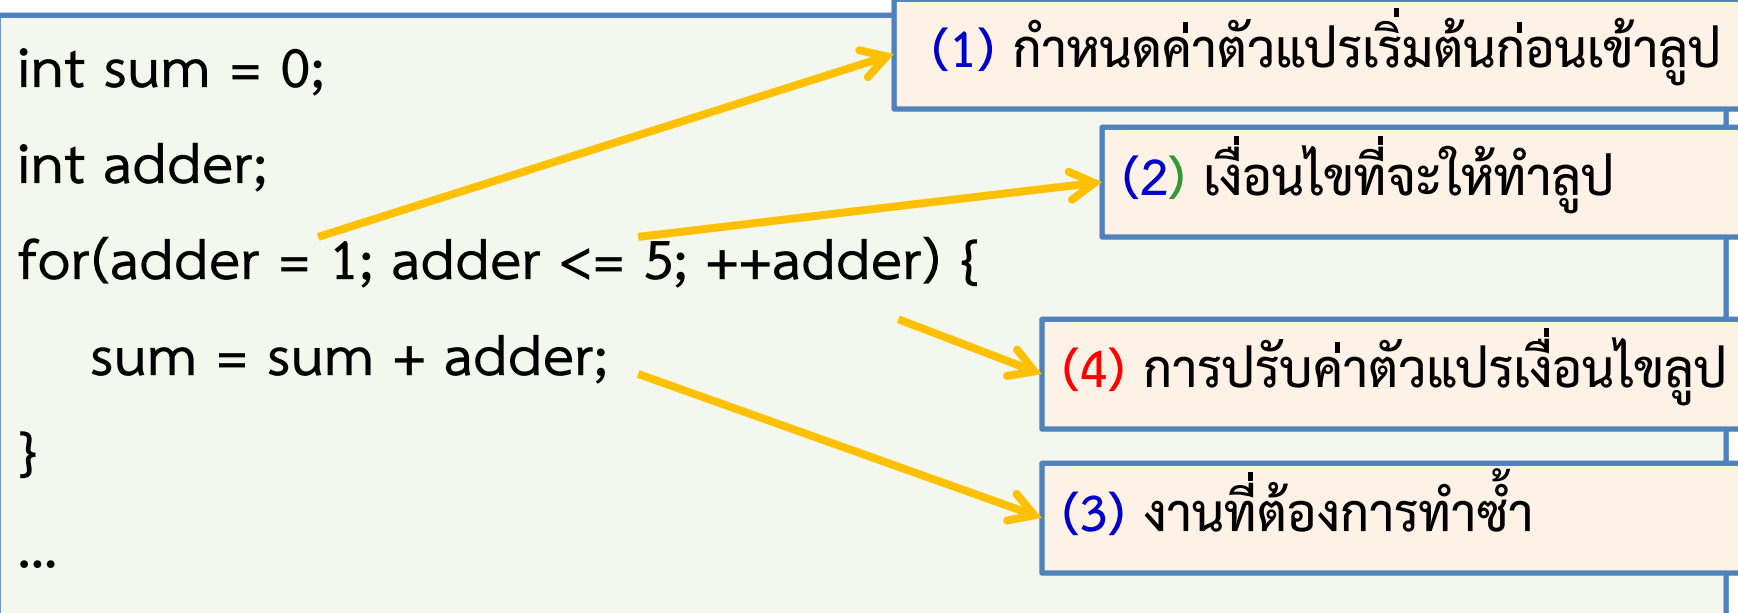 int sum = 0;
int adder;
for(adder = 1; adder <= 5; ++adder) {
sum = sum + adder;
}
...
(1) กำหนดค่าตัวแปรเริ่มต้นก่อนเข้าลูป
(2) เงื่อนไขที่จะให้ทำลูป
(4) การปรับค่าตัวแปรเงื่อนไขลูป
(3) งานที่ต้องการทำซ้ำ